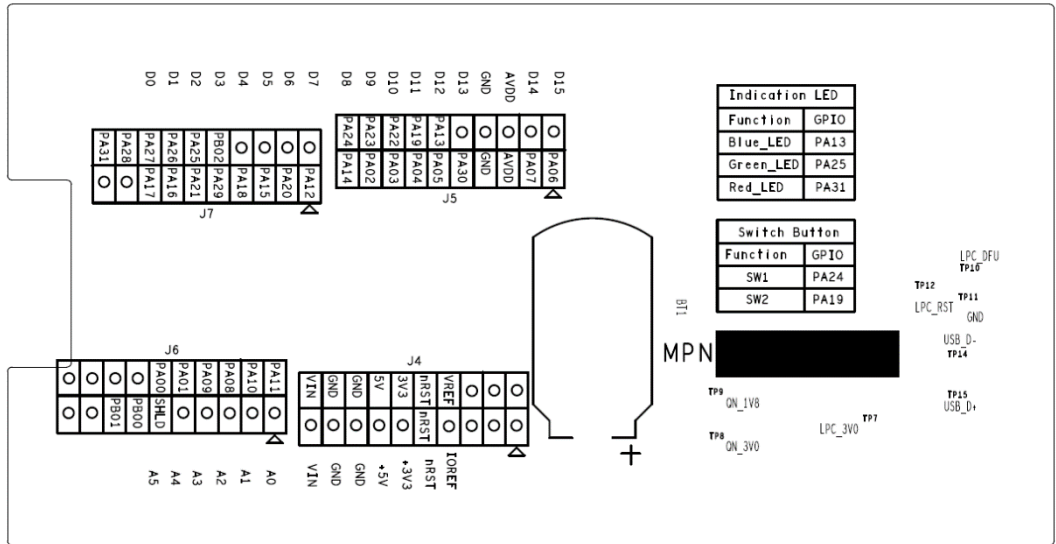 D0 D1 D2 D3 D4 D5 D6 D7
D8 D9 D10 D11 D12 D13 GND AVDD D14 D15
PA31 PA28 PA27 PA26 PA25 PB02
PA17 PA16 PA21 PA29 PA18 PA15 PA20 PA12
J7
PA24 PA23 PA22 PA19 PA13
PA14 PA02 PA03 PA04 PA05 PA30 GND AVDD PA07 PA06
J5
Indication LED
Function GPIO
Blue_LED PA13
Green_LED PA25
Red_LED PA31
Switch Button
Function GPIO
SW1 PA24
SW2 PA19
LPC_DFU
TP10
TP12
LPC_RST
TP11
GND
USB_D-
TP14
TP15
USB_D+
BT1
MPN
TP9
QN_1V8
TP8
QN_3V0
TP7
LPC_3V0
J6
PA00 PA01 PA09 PA08 PA10 PA11
PB01 PB00 SHLD
A5 A4 A3 A2 A1 A0
J4
VIN GND GND 5V 3V3 nRST VREF
nRST
VIN GND GND +5V +3V3 nRST IOREF
+